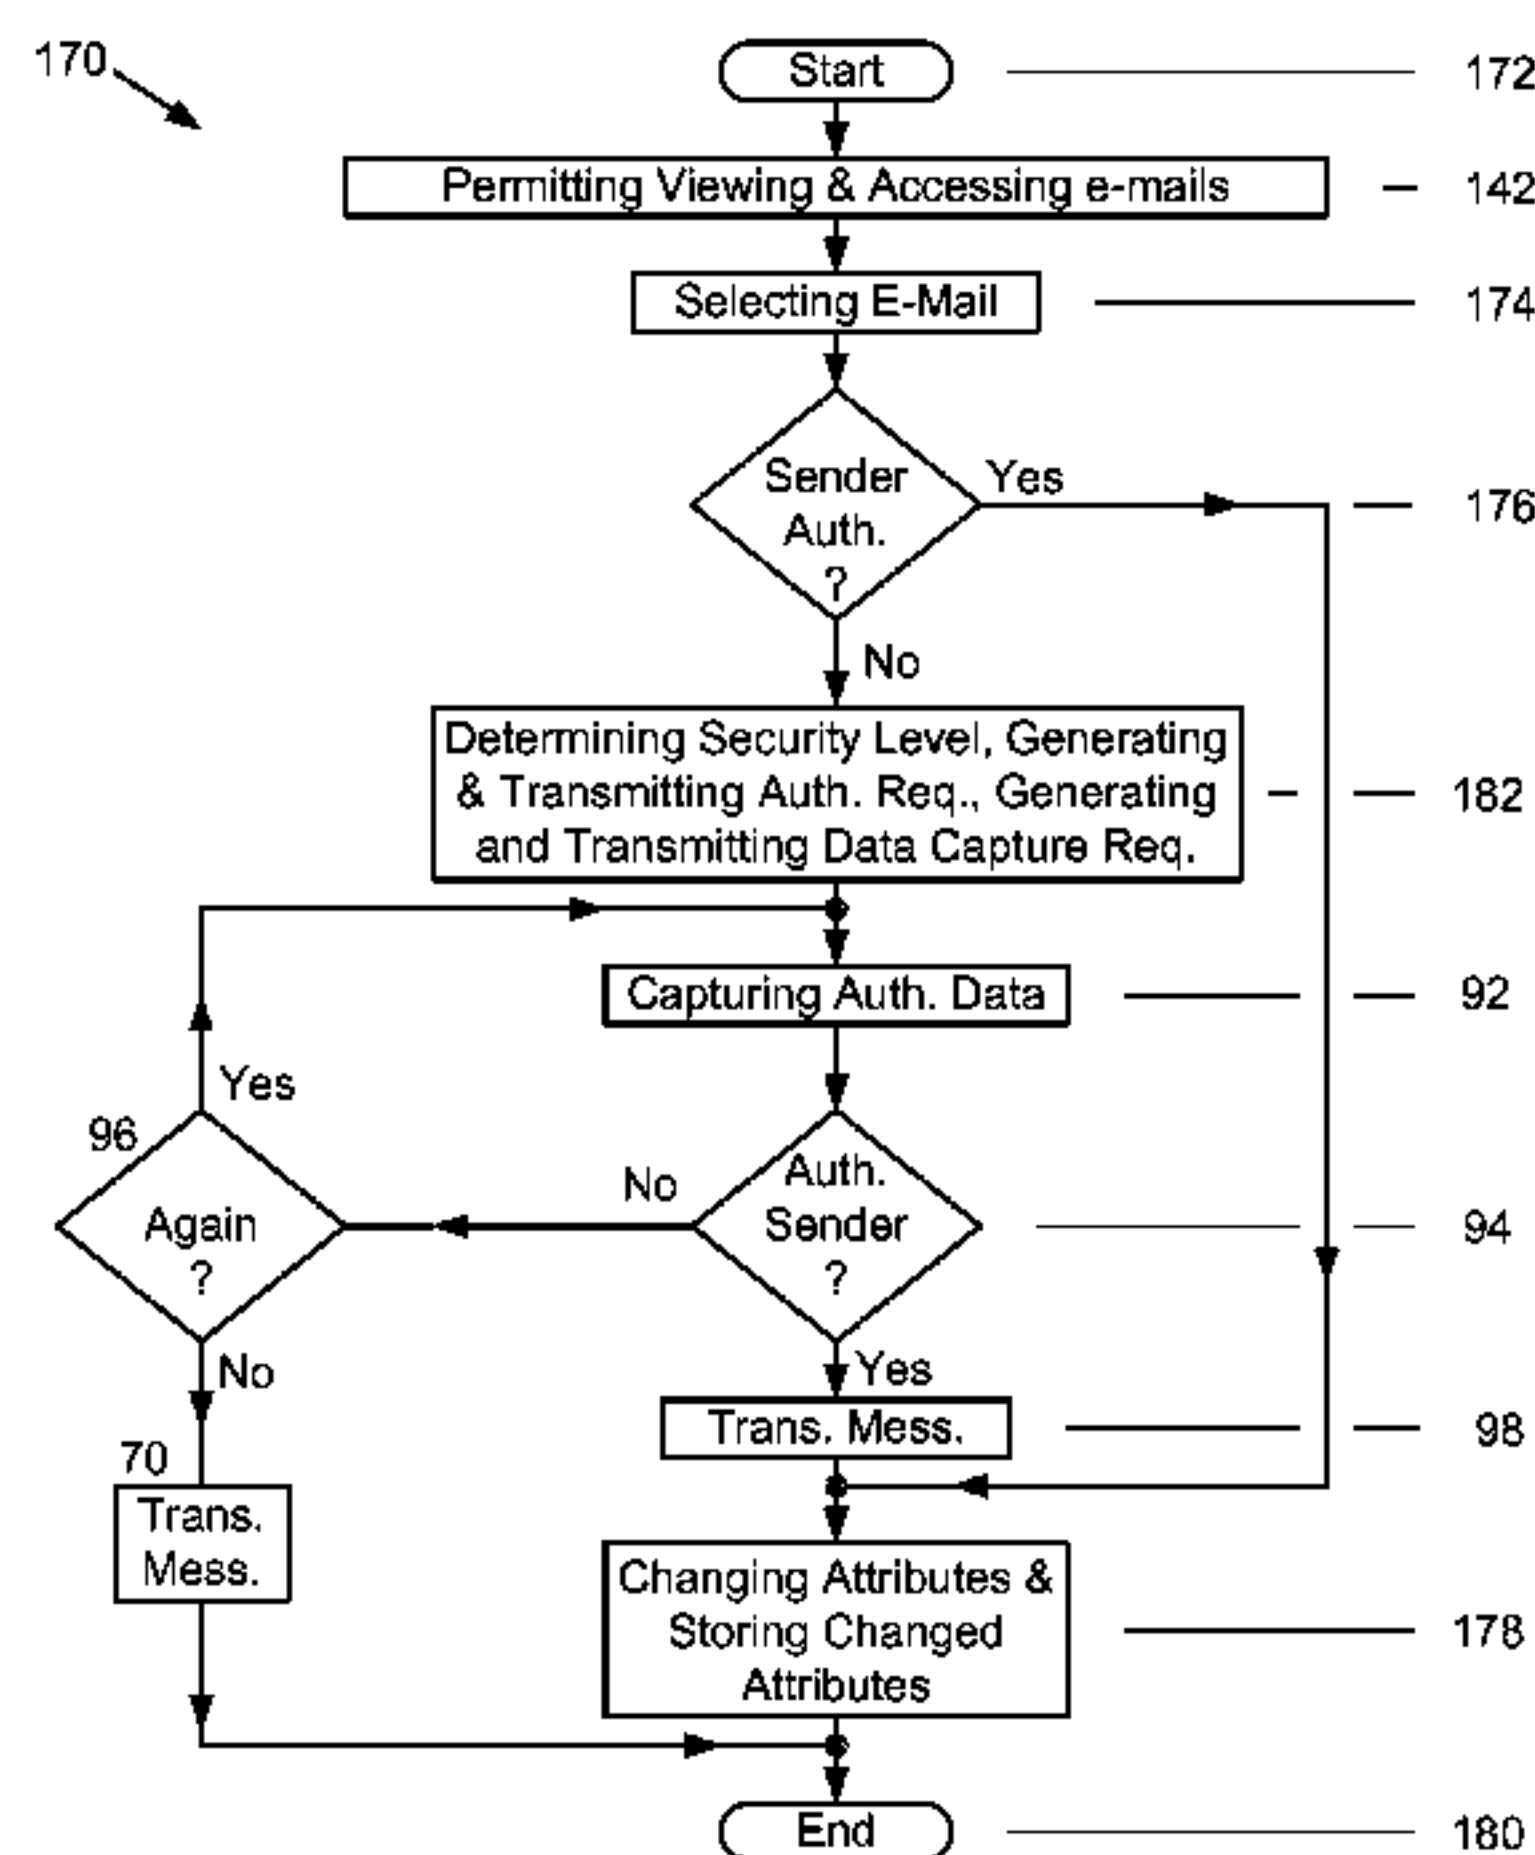 170
Start
172
Permitting Viewing & Accessing e-mails
142
Selecting E-Mail
174
Sender
Auth.
?
Yes
176
No
Determining Security Level, Generating
& Transmitting Auth. Req., Generating
and Transmitting Data Capture Req.
182
Capturing Auth. Data
92
Yes
96
Again
?
No
Auth.
Sender
?
94
No
Yes
70
Trans.
Mess.
Trans. Mess.
98
Changing Attributes &
Storing Changed
Attributes
178
End
180